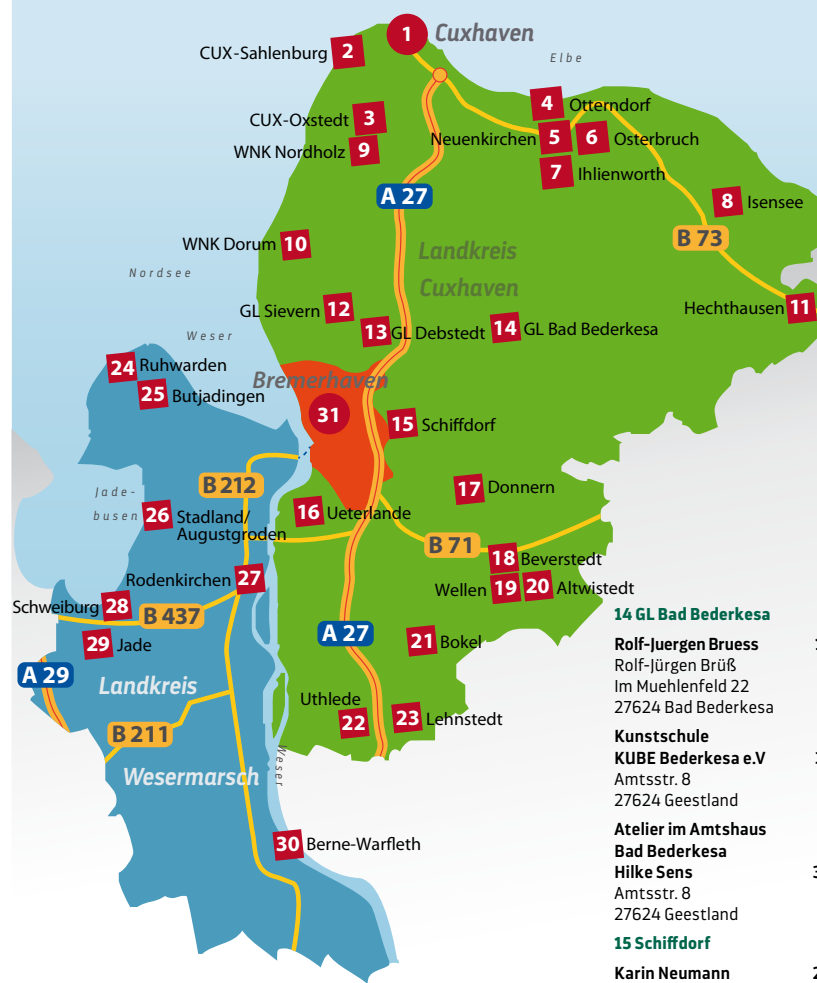 1 Cuxhaven
CUX-Sahlenburg 2
Elbe
4 Otterndorf
CUX-Oxstedt 3
Neuenkirchen 5
6 Osterbruch
WNK Nordholz 9
7 Ihlienworth
A 27
8 Isensee
B 73
WNK Dorum 10
Landkreis
Cuxhaven
Nordsee
GL Sievern 12
Hechthausen 11
13 GL Debstedt
14 GL Bad Bederkesa
Weser
24 Ruhwarden
25 Butjadingen
Bremerhaven
31
15 Schiffdorf
B 212
17 Donnern
Jade-
busen
26 Stadland/
Augustgroden
16 Ueterlande
B 71
18 Beverstedt
Rodenkirchen 27
Wellen 19
20 Altwistedt
Schweiburg 28
B 437
29 Jade
A 27
21 Bokel
A 29
Landkreis
Wesermarsch
B 211
Uthlede
22
23 Lehnstedt
Weser
30 Berne-Warfleth
14 GL Bad Bederkesa
Rolf-Juergen Bruess
Rolf-Jürgen Brüß
Im Muehlenfeld 22
27624 Bad Bederkesa
Kunstschule
KUBE Bederkesa e.V
Amtsstr. 8
27624 Geestland
Atelier im Amtshaus
Bad Bederkesa
Hilke Sens
Amtsstr. 8
27624 Geestland
15 Schiffdorf
Karin Neumann